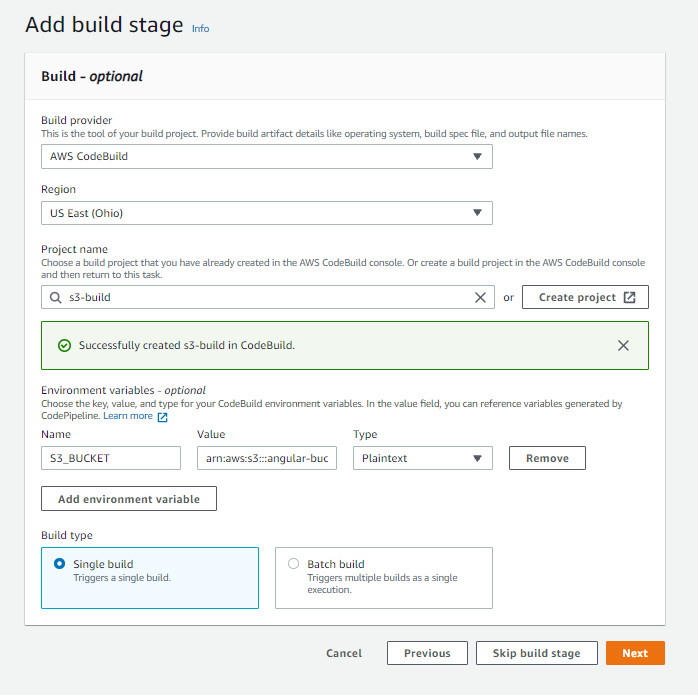 Add build stage Info
Build - optional
Build provider
This is the tool of your build project. Provide build artifact details like operating system, build spec file, and output file names.
AWS CodeBuild
Region
US East (Ohio)
Project name
Choose a build project that you have already created in the AWS CodeBuild console. Or create a build project in the AWS CodeBuild console
and then return to this task.
s3-build or Create project
Successfully created s3-build in CodeBuild.
Environment variables - optional
Choose the key, value, and type for your CodeBuild environment variables. In the value field, you can reference variables generated by
CodePipeline. Learn more
Name Value Type
S3_BUCKET arn:aws:s3:::angular-buc Plaintext Remove
Add environment variable
Build type
Single build Batch build
Triggers a single build. Triggers multiple builds as a single
execution.
Cancel Previous Skip build stage Next